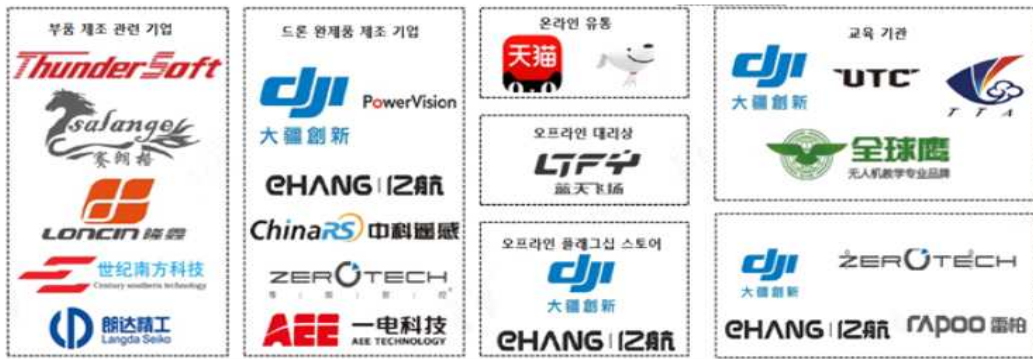 부품 제조 관련 기업
ThunderSoft
salange
赛朗格
LONCIN 隆鑫
世纪南方科技
Century southern technology
朗达精工
Langda Seiko
드론 완제품 제조 기업
dji
大疆創新
PowerVision
EHANG 亿航
ChinaRS 中科遥感
ZEROTECH
零 度 智 控
AEE 一电科技
AEE TECHNOLOGY
온라인 유통
天猫
오프라인 대리상
LTFY
蓝天飞扬
오프라인 플래그십 스토어
dji
大疆創新
EHANG 亿航
교육 기관
dji
大疆創新
UTC
TTA
全球鹰
无人机教学专业品牌
dji
大疆創新
ZEROTECH
EHANG 亿航
rapoo 雷柏